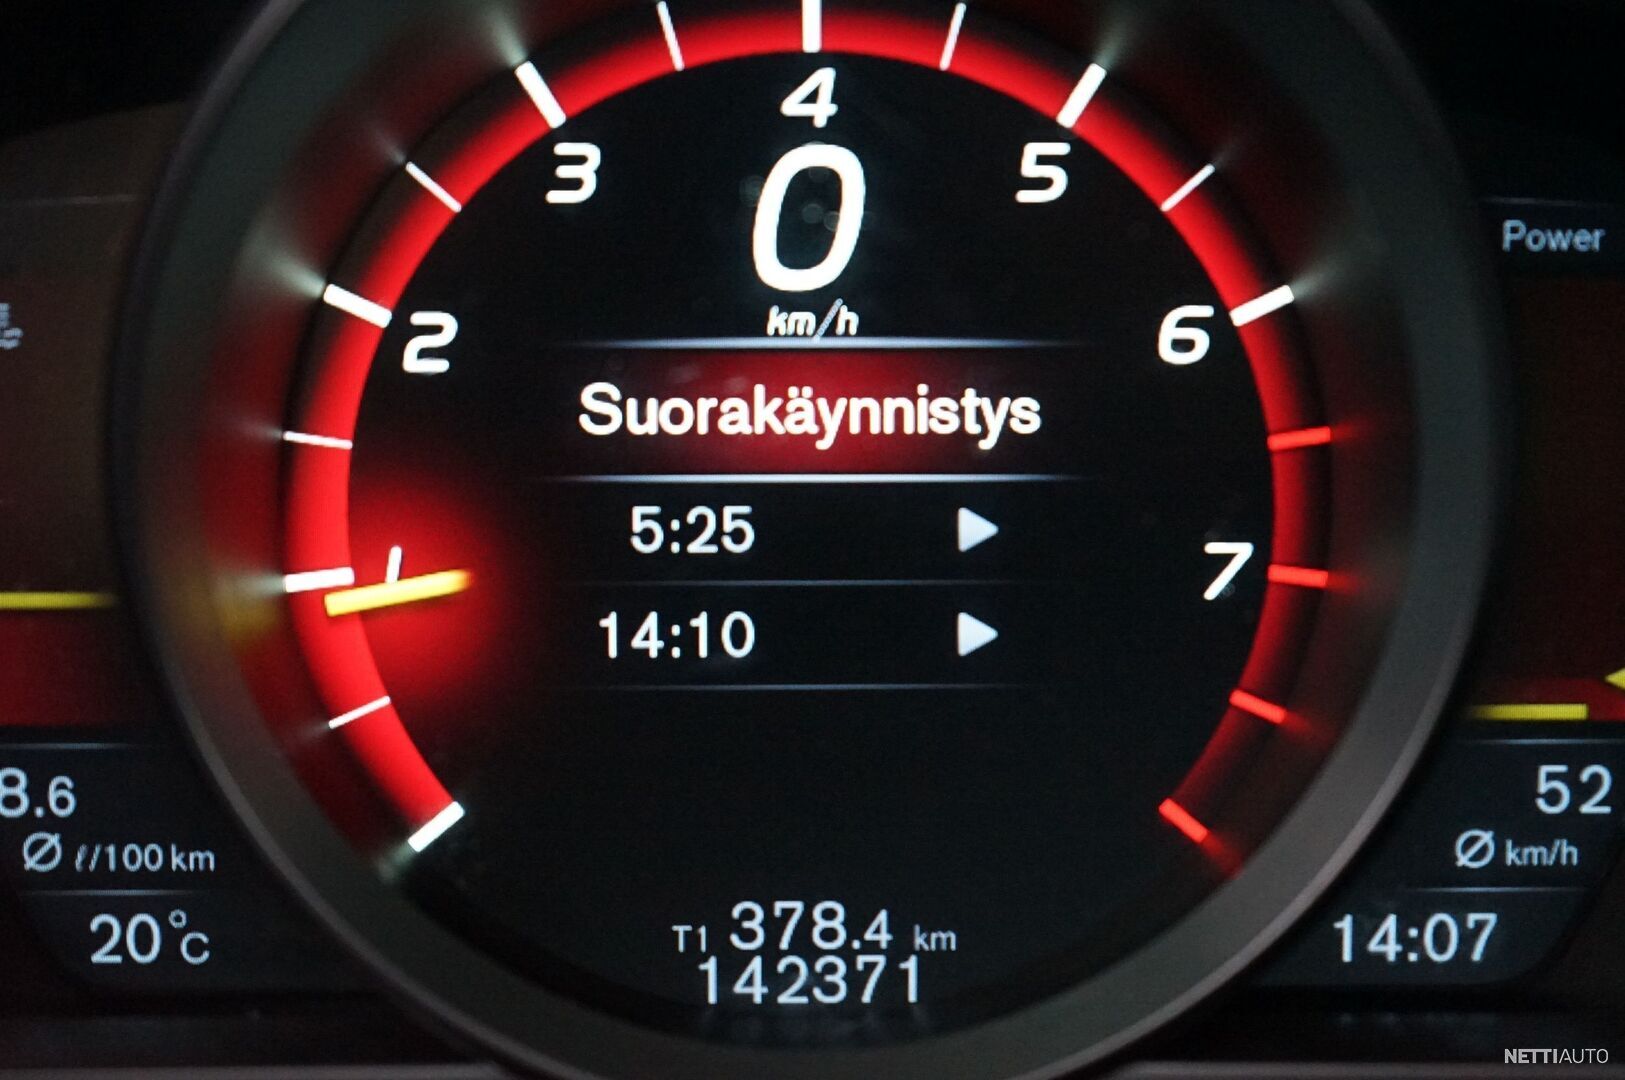 4
3
5
0
km/h
2
6
Power
Suorakäynnistys
5:25
14:10
1
7
8.6
Ø ℓ/100 km
20°C
52
Ø km/h
14:07
T1 378.4 km
142371
NETTIAUTO